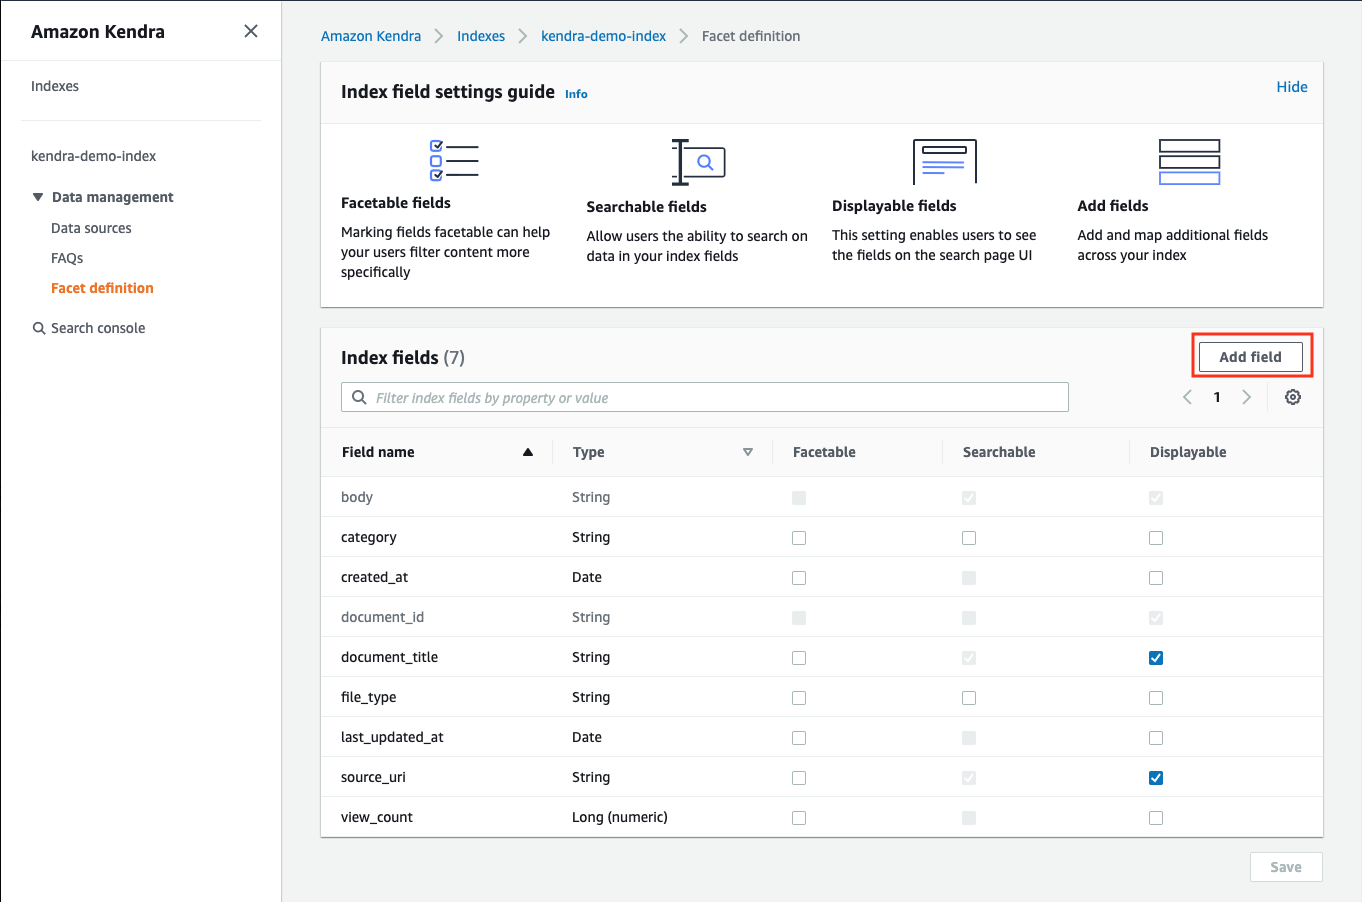 Amazon Kendra
Indexes
kendra-demo-index
Data management
Data sources
FAQs
Facet definition
Search console
Amazon Kendra
Indexes
kendra-demo-index
Facet definition
Index field settings guide Info
Hide
Facetable fields
Marking fields facetable can help
your users filter content more
specifically
Searchable fields
Allow users the ability to search on
data in your index fields
Displayable fields
This setting enables users to see
the fields on the search page UI
Add fields
Add and map additional fields
across your index
Index fields (7)
Add field
Filter index fields by property or value
1
Field name Type Facetable Searchable Displayable
body String
category String
created_at Date
document_id String
document_title String
file_type String
last_updated_at Date
source_uri String
view_count Long (numeric)
Save